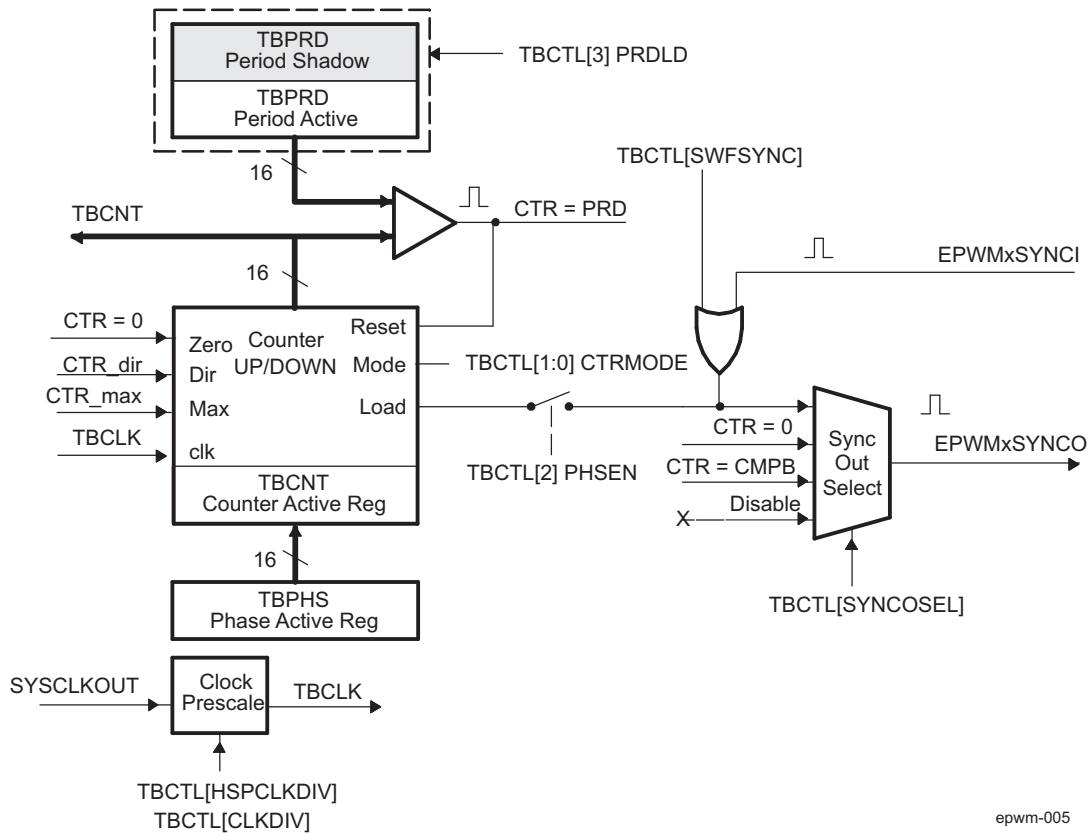 TBPRD
Period Shadow
TBCTL[3] PRDLD
TBPRD
Period Active
16
TBCTL[SWFSYNC]
TBCNT
CTR = PRD
EPWMxSYNCI
16
CTR = 0
CTR_dir
CTR_max
TBCLK
Zero
Dir
Max
clk
Counter
UP/DOWN
Reset
Mode
Load
TBCTL[1:0] CTRMODE
TBCTL[2] PHSEN
CTR = 0
CTR = CMPB
Disable
X
Sync
Out
Select
EPWMxSYNCO
TBCTL[SYNCOSEL]
TBCNT
Counter Active Reg
16
TBPHS
Phase Active Reg
SYSCLKOUT
Clock
Prescale
TBCLK
TBCTL[HSPCLKDIV]
TBCTL[CLKDIV]
epwm-005